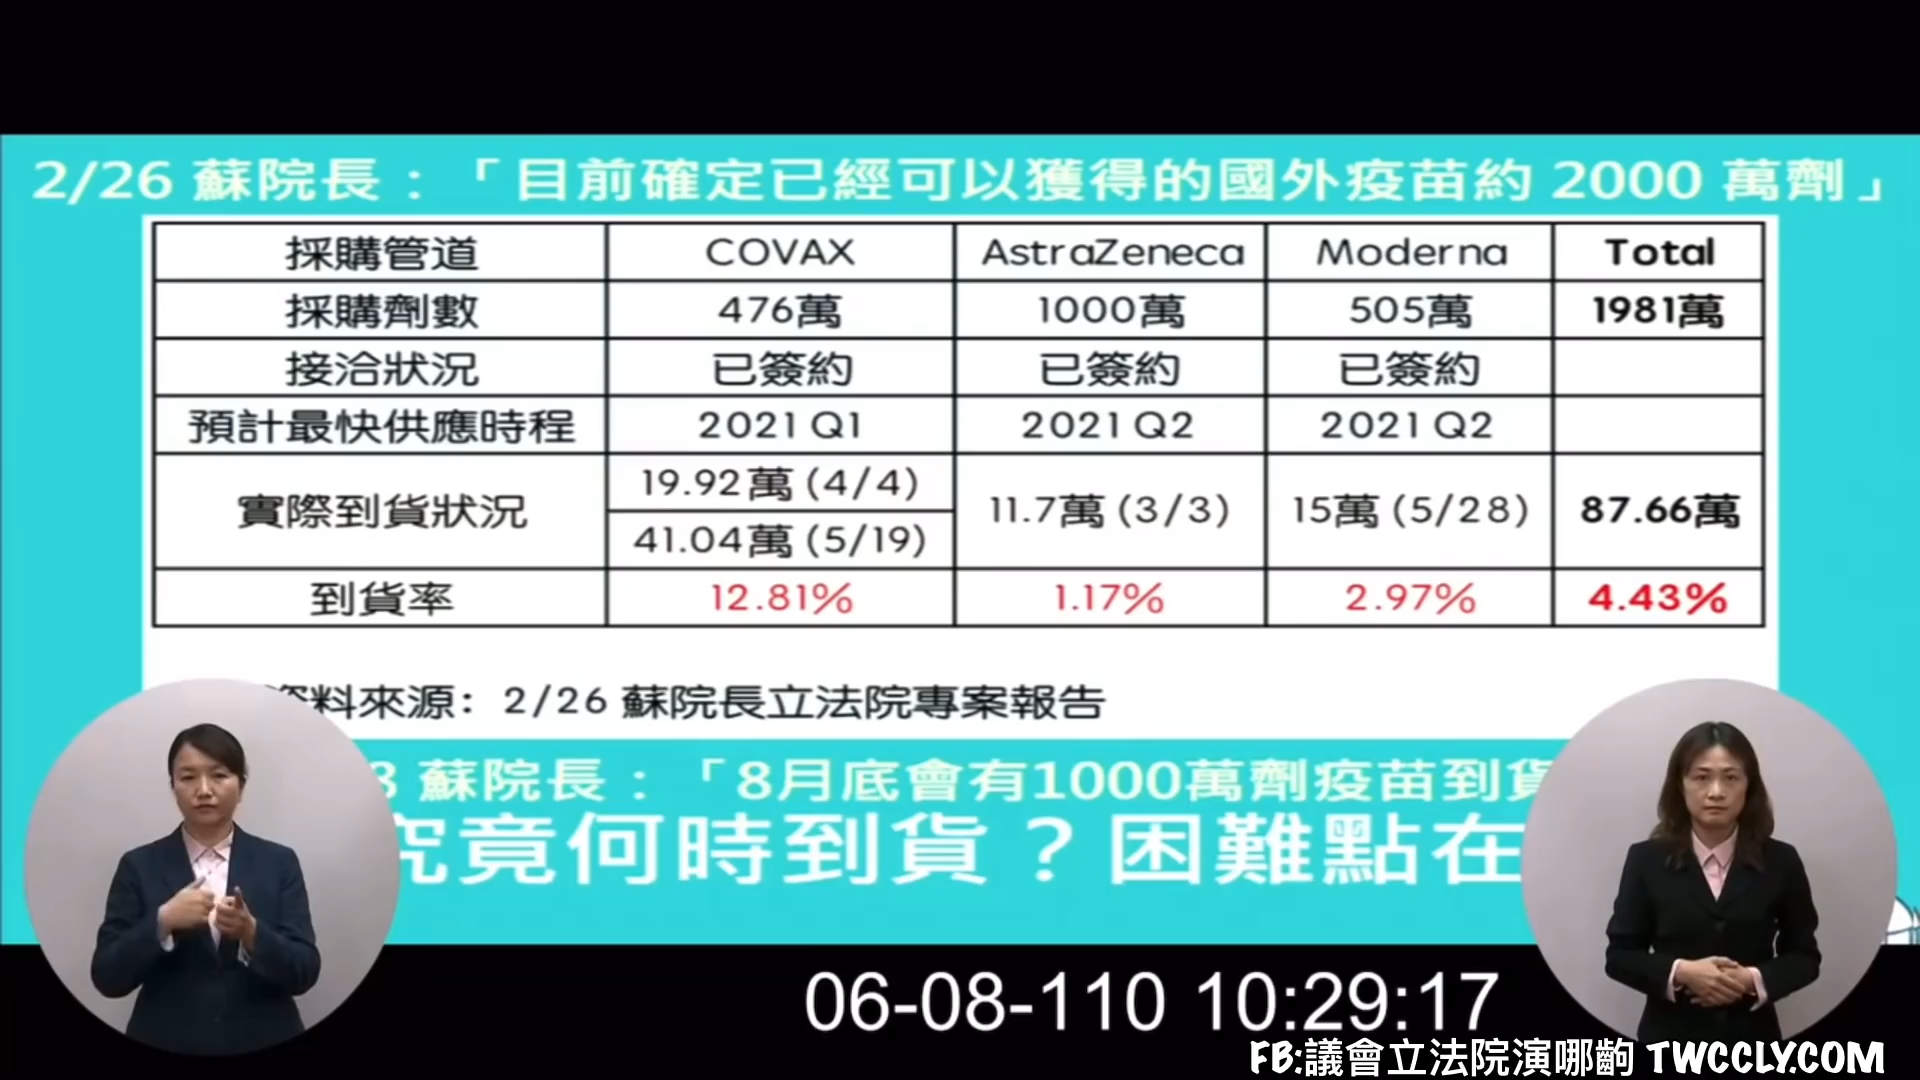 2/26 蘇院長：「目前確定已經可以獲得的國外疫苗約 2000 萬劑」
採購管道 COVAX AstraZeneca Moderna Total
採購劑數 476萬 1000萬 505萬 1981萬
接洽狀況 已簽約 已簽約 已簽約
預計最快供應時程 2021 Q1 2021 Q2 2021 Q2
實際到貨狀況 19.92萬 (4/4) 41.04萬 (5/19) 11.7萬 (3/3) 15萬 (5/28) 87.66萬
到貨率 12.81% 1.17% 2.97% 4.43%
資料來源: 2/26 蘇院長立法院專案報告
蘇院長：「8月底會有1000萬劑疫苗到貨
究竟何時到貨？困難點在
06-08-110 10:29:17
FB:議會立法院演哪齣 TWCCLY.COM